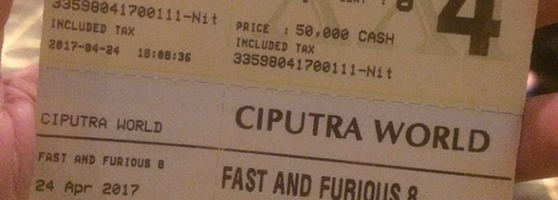 4
33598041700111-Nit
INCLUDED TAX
2017-04-24 18:08:36
PRICE : 50,000 CASH
INCLUDED TAX
33598041700111-Nit
CIPUTRA WORLD
FAST AND FURIOUS 8
24 Apr 2017
CIPUTRA WORLD
FAST AND FURIOUS 8